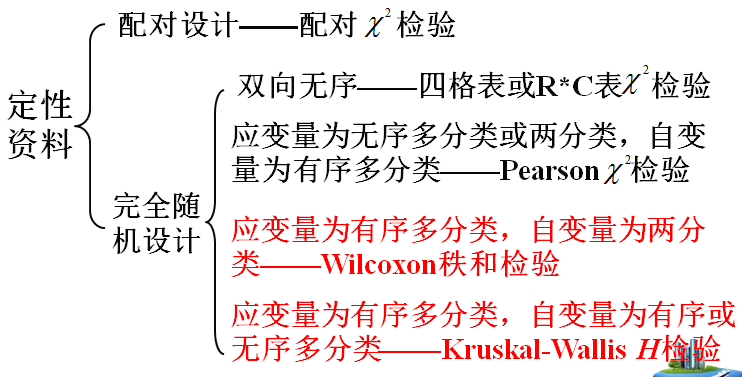 配对设计——配对 χ² 检验
双向无序——四格表或R*C表χ²检验
定性
资料
应变量为无序多分类或两分类，自变
量为有序多分类——Pearson χ²检验
完全随
机设计
应变量为有序多分类，自变量为两分
类——Wilcoxon秩和检验
应变量为有序多分类，自变量为有序或
无序多分类——Kruskal-Wallis H检验